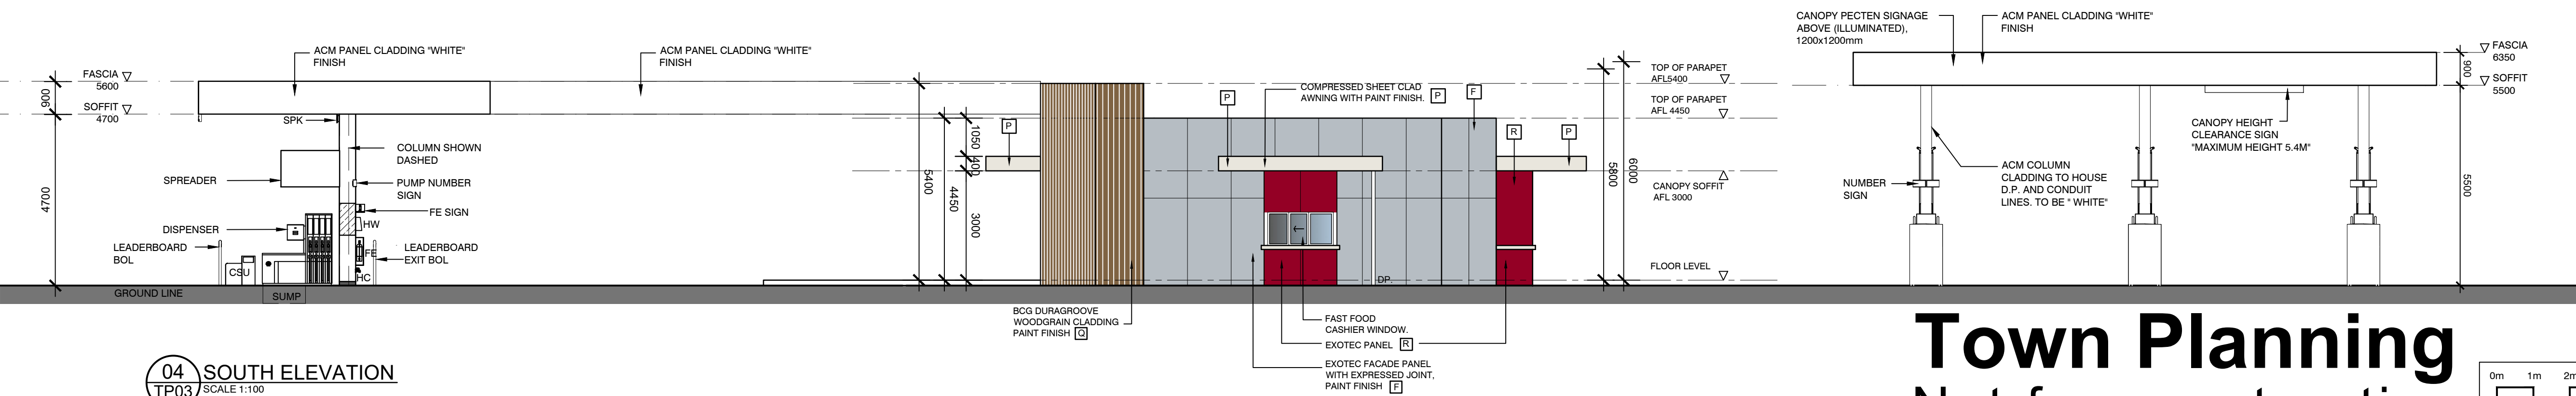 ACM PANEL CLADDING "WHITE"
FINISH
ACM PANEL CLADDING "WHITE"
FINISH
FASCIA
5600
900
SOFFIT
4700
SPK
COLUMN SHOWN
DASHED
SPREADER
PUMP NUMBER
SIGN
4700
FE SIGN
HW
DISPENSER
LEADERBOARD
BOL
FE
LEADERBOARD
EXIT BOL
CSU
HC
GROUND LINE
SUMP
04
TP03
SOUTH ELEVATION
SCALE 1:100
5400
4450
1050
400
3000
P
P
COMPRESSED SHEET CLAD
AWNING WITH PAINT FINISH.
P
F
R
P
5800
6000
TOP OF PARAPET
AFL5400
TOP OF PARAPET
AFL 4450
CANOPY SOFFIT
AFL 3000
FLOOR LEVEL
DP.
BCG DURAGROOVE
WOODGRAIN CLADDING
PAINT FINISH Q
FAST FOOD
CASHIER WINDOW.
EXOTEC PANEL R
EXOTEC FACADE PANEL
WITH EXPRESSED JOINT,
PAINT FINISH F
CANOPY PECTEN SIGNAGE
ABOVE (ILLUMINATED),
1200x1200mm
ACM PANEL CLADDING "WHITE"
FINISH
FASCIA
6350
900
SOFFIT
5500
CANOPY HEIGHT
CLEARANCE SIGN
"MAXIMUM HEIGHT 5.4M"
ACM COLUMN
CLADDING TO HOUSE
D.P. AND CONDUIT
LINES. TO BE " WHITE"
NUMBER
SIGN
5500
Town Planning
0m 1m